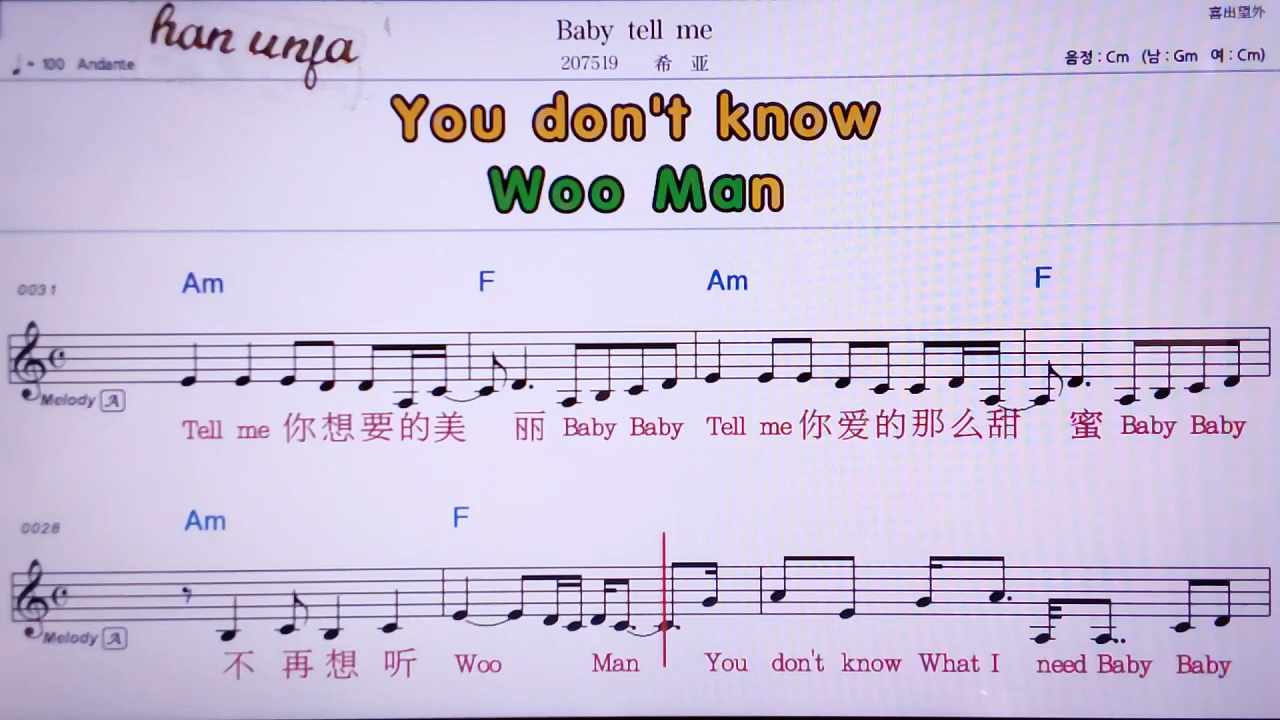 han unfa
Baby tell me
喜出望外
♩ = 100 Andante
207519 希 亚
음정 : Cm (남 : Gm 여 : Cm)
You don't know
Woo Man
0031
Am F Am F
Melody A
Tell me 你想要的美 丽 Baby Baby Tell me 你爱的那么甜 蜜 Baby Baby
0028
Am F
Melody A
不 再 想 听 Woo Man You don't know What I need Baby Baby